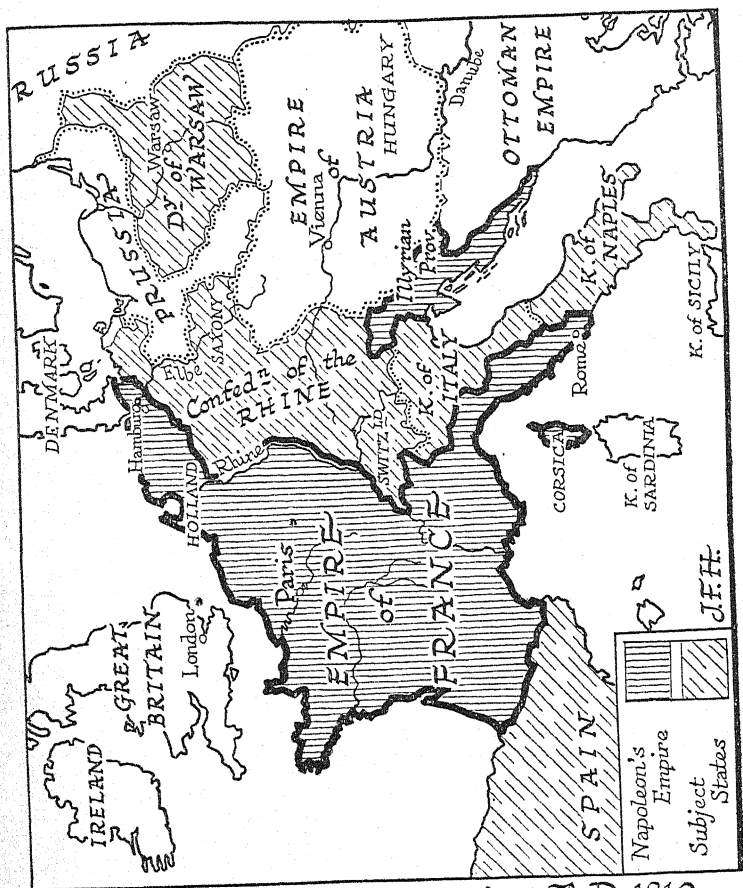 RUSSIA
DENMARK
PRUSSIA
Warsaw
Dy. of
WARSAW
IRELAND
GREAT
BRITAIN
London
Hamburg
HOLLAND
Elbe
SAXONY
Rhine
Confedn. of the
RHINE
EMPIRE
of
AUSTRIA
Vienna
HUNGARY
Danube
Paris
EMPIRE
of
FRANCE
SWITZLD.
K. of
ITALY
Illyrian
Prov.
OTTOMAN
EMPIRE
SPAIN
CORSICA
K. of
SARDINIA
Rome
K. of
NAPLES
K. of SICILY
Napoleon's
Empire
Subject
States
J.F.H.
A.D. 1810